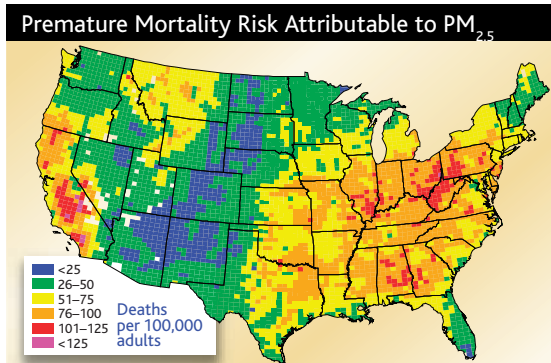 Premature Mortality Risk Attributable to PM2.5
<25
26–50
51–75
76–100
101–125
<125
Deaths
per 100,000
adults